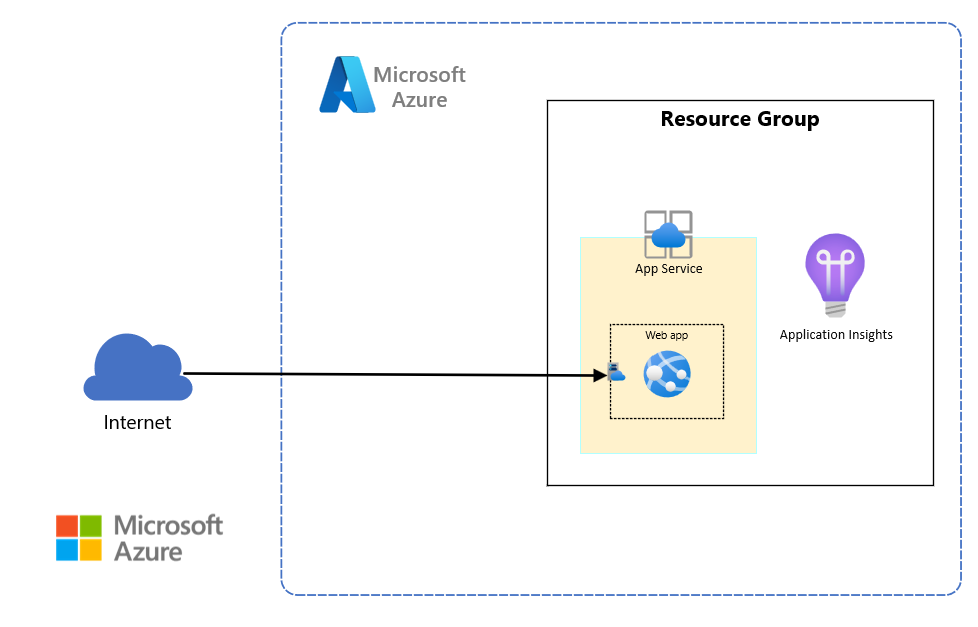 Microsoft
Azure
Resource Group
App Service
Web app
Application Insights
Internet
Microsoft
Azure